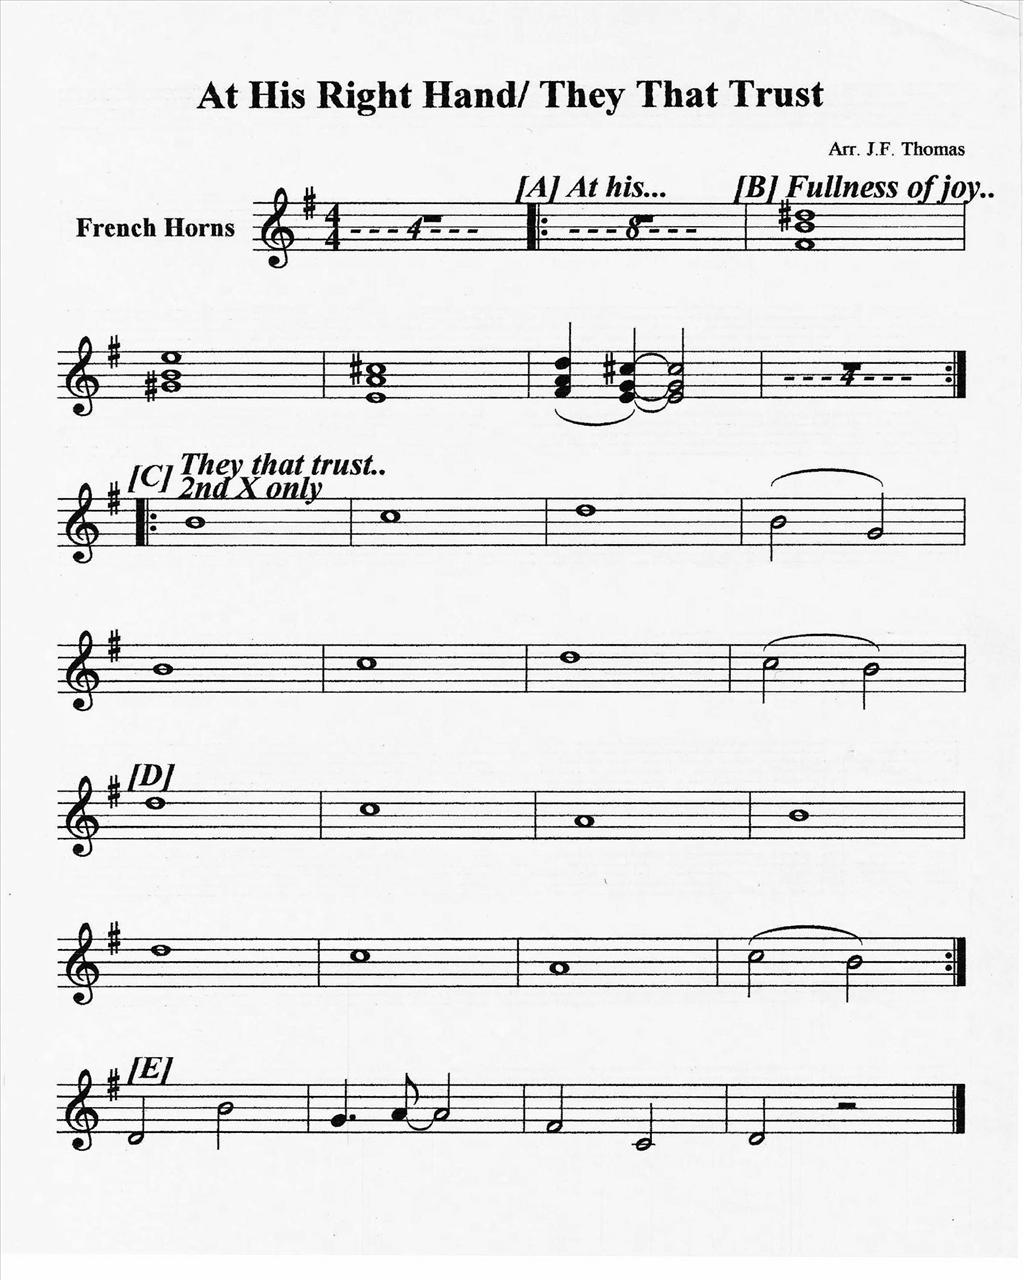 At His Right Hand/ They That Trust
Arr. J.F. Thomas
[A] At his... [B] Fullness of joy..
French Horns
4 4
- - - 4 - - -
- - - 8 - - -
- - - 4 - - -
[C] They that trust..
2nd X only
[D]
[E]